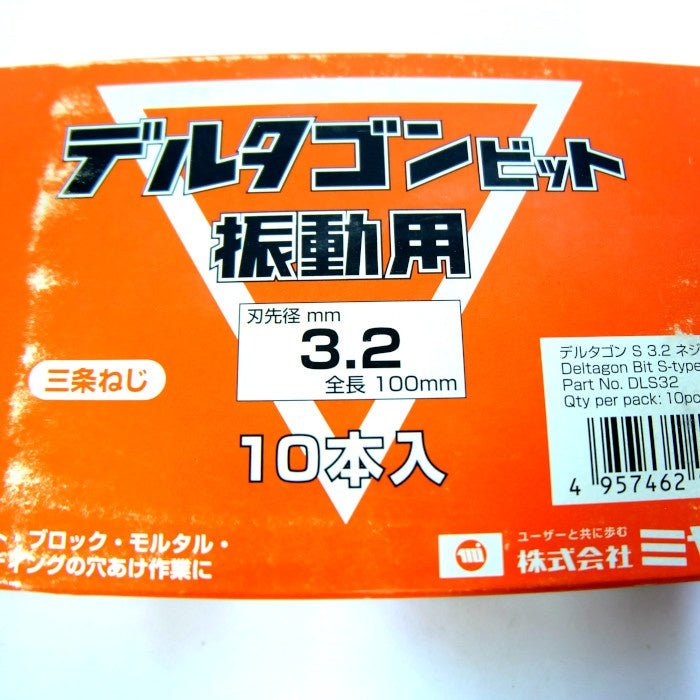 デルタゴンビット
振動用
刃先径 mm
3.2
全長 100mm
三条ねじ
10本入
デルタゴン S 3.2 ネジ
Deltagon Bit S-type
Part No. DLS32
Qty per pack: 10pc
4 957462
ト・ブロック・モルタル・
ディングの穴あけ作業に
ユーザーと共に歩む
株式会社 ミヤ